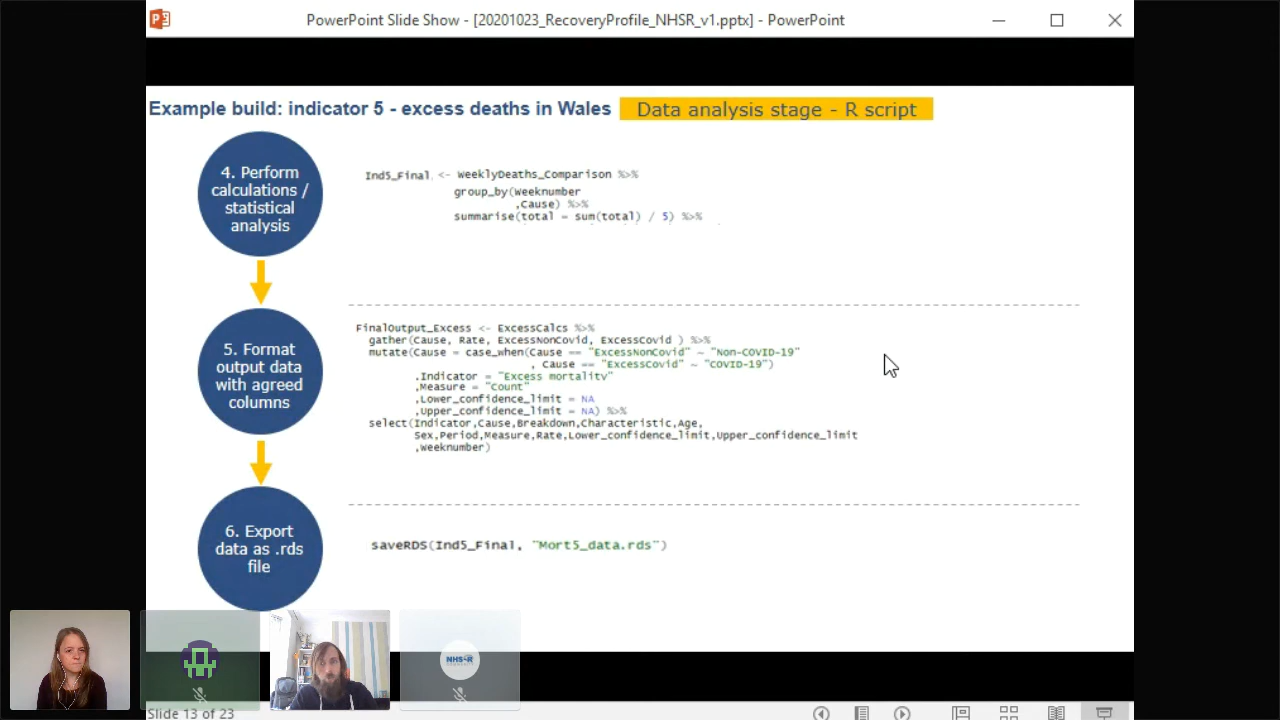 PowerPoint Slide Show - [20201023_RecoveryProfile_NHSR_v1.pptx] - PowerPoint
Example build: indicator 5 - excess deaths in Wales
Data analysis stage - R script
4. Perform
calculations /
statistical
analysis
Ind5_Final <- weeklyDeaths_Comparison %>%
group_by(weeknumber
,Cause) %>%
summarise(total = sum(total) / 5) %>%
5. Format
output data
with agreed
columns
FinalOutput_Excess <- ExcessCalcs %>%
gather(Cause, Rate, ExcessNonCovid, ExcessCovid ) %>%
mutate(Cause = case_when(Cause == "ExcessNonCovid" ~ "Non-COVID-19"
, Cause == "ExcessCovid" ~ "COVID-19")
,Indicator = "Excess mortality"
,Measure = "Count"
,Lower_confidence_limit = NA
,Upper_confidence_limit = NA) %>%
select(Indicator,Cause,Breakdown,Characteristic,Age,
Sex,Period,Measure,Rate,Lower_confidence_limit,Upper_confidence_limit
,weeknumber)
6. Export
data as .rds
file
saveRDS(Ind5_Final, "Mort5_data.rds")
NHS-R
Slide 13 of 23